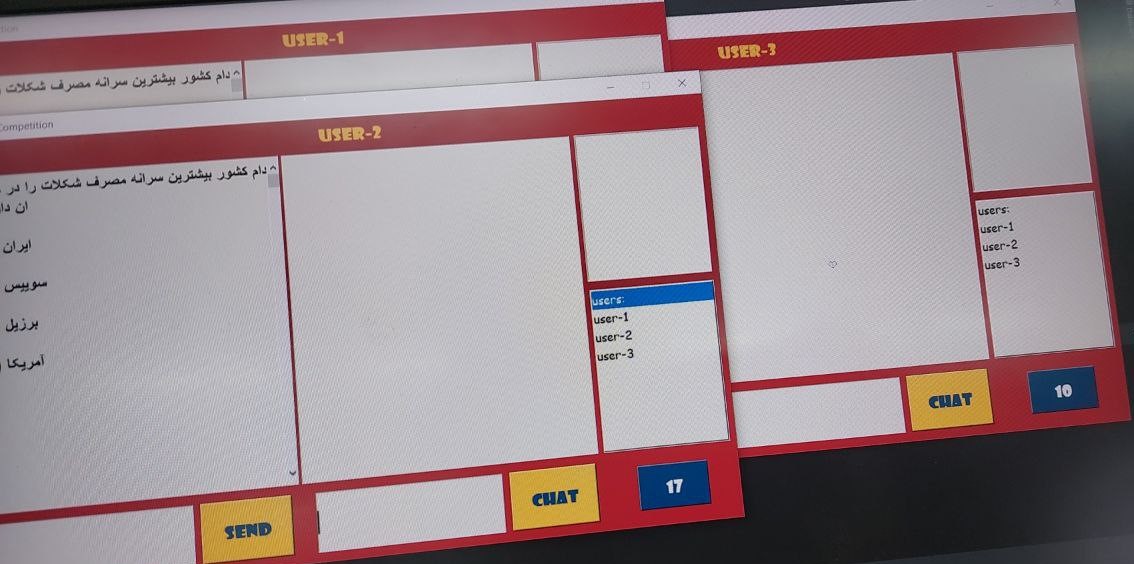 USER-1
دام کشور بیشترین سرانه مصرف شکلات
USER-3
users:
user-1
user-2
user-3
CHAT
10
Competition
USER-2
دام کشور بیشترین سرانه مصرف شکلات را در
ان
ایران
سوییس
برزیل
آمریکا
users:
user-1
user-2
user-3
SEND
CHAT
17